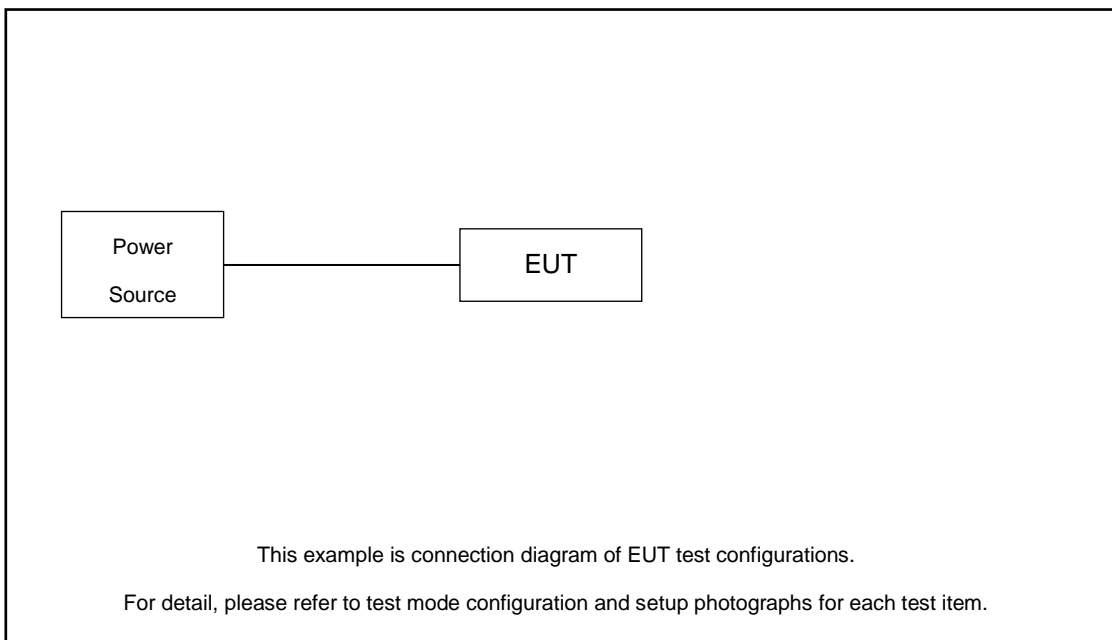 Power
Source
EUT
This example is connection diagram of EUT test configurations.
For detail, please refer to test mode configuration and setup photographs for each test item.